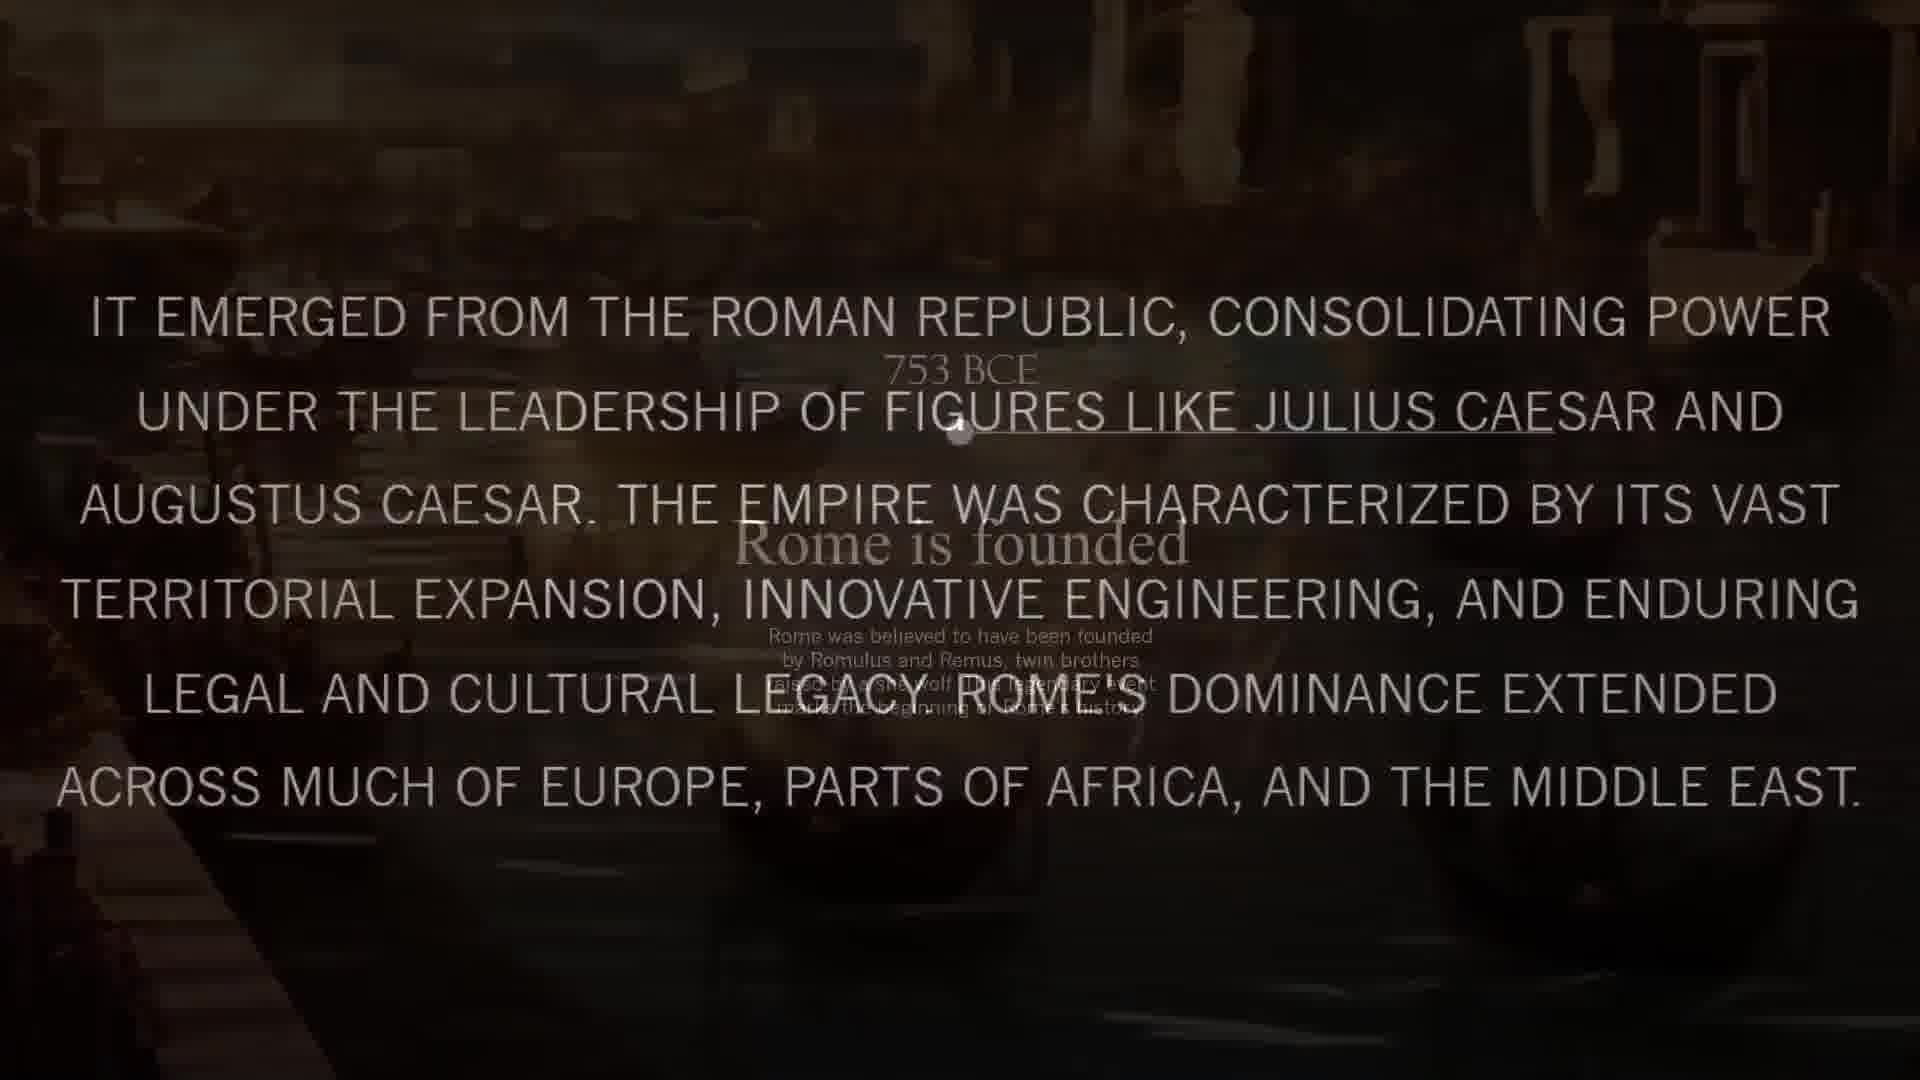 IT EMERGED FROM THE ROMAN REPUBLIC, CONSOLIDATING POWER
753 BCE
UNDER THE LEADERSHIP OF FIGURES LIKE JULIUS CAESAR AND
AUGUSTUS CAESAR. THE EMPIRE WAS CHARACTERIZED BY ITS VAST
Rome is founded
TERRITORIAL EXPANSION, INNOVATIVE ENGINEERING, AND ENDURING
Rome was believed to have been founded
by Romulus and Remus, twin brothers
raised by a she wolf. This legendary event
LEGAL AND CULTURAL LEGACY. ROME'S DOMINANCE EXTENDED
marks the beginning of Rome's history.
ACROSS MUCH OF EUROPE, PARTS OF AFRICA, AND THE MIDDLE EAST.